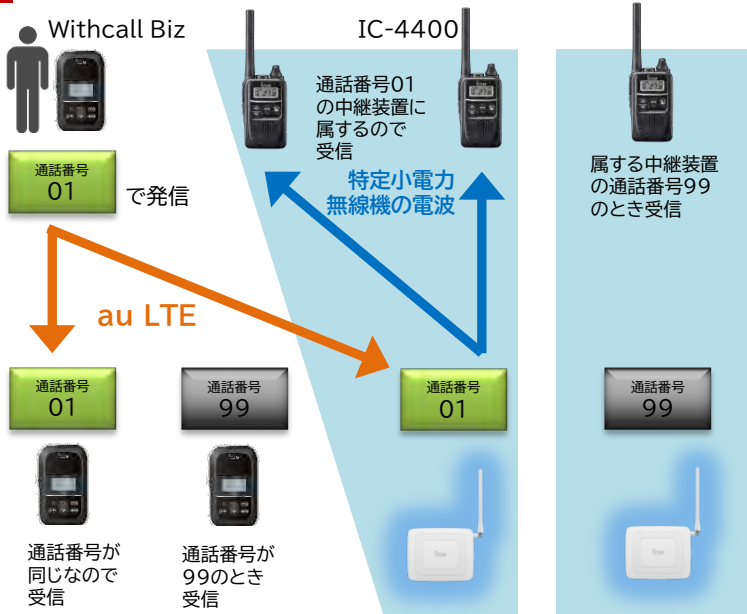 Withcall Biz
IC-4400
通話番号
01
で発信
通話番号01
の中継装置に
属するので
受信
特定小電力
無線機の電波
属する中継装置
の通話番号99
のとき受信
au LTE
通話番号
01
通話番号
99
通話番号
01
通話番号
99
通話番号が
同じなので
受信
通話番号が
99のとき
受信